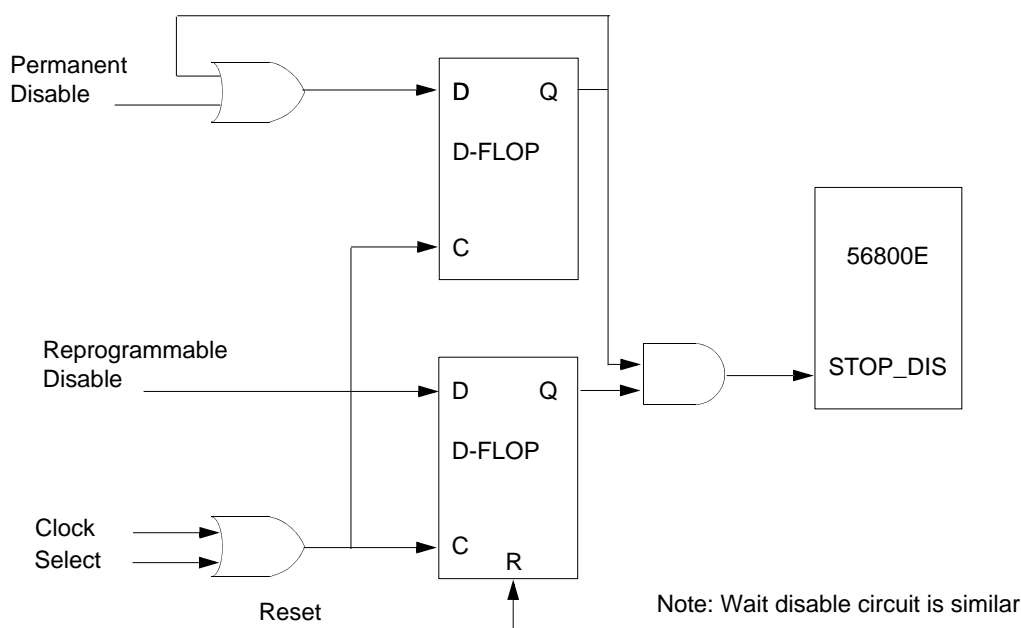 Permanent
Disable
D
Q
D-FLOP
C
56800E
STOP_DIS
Reprogrammable
Disable
D
Q
D-FLOP
C
R
Clock
Select
Reset
Note: Wait disable circuit is similar